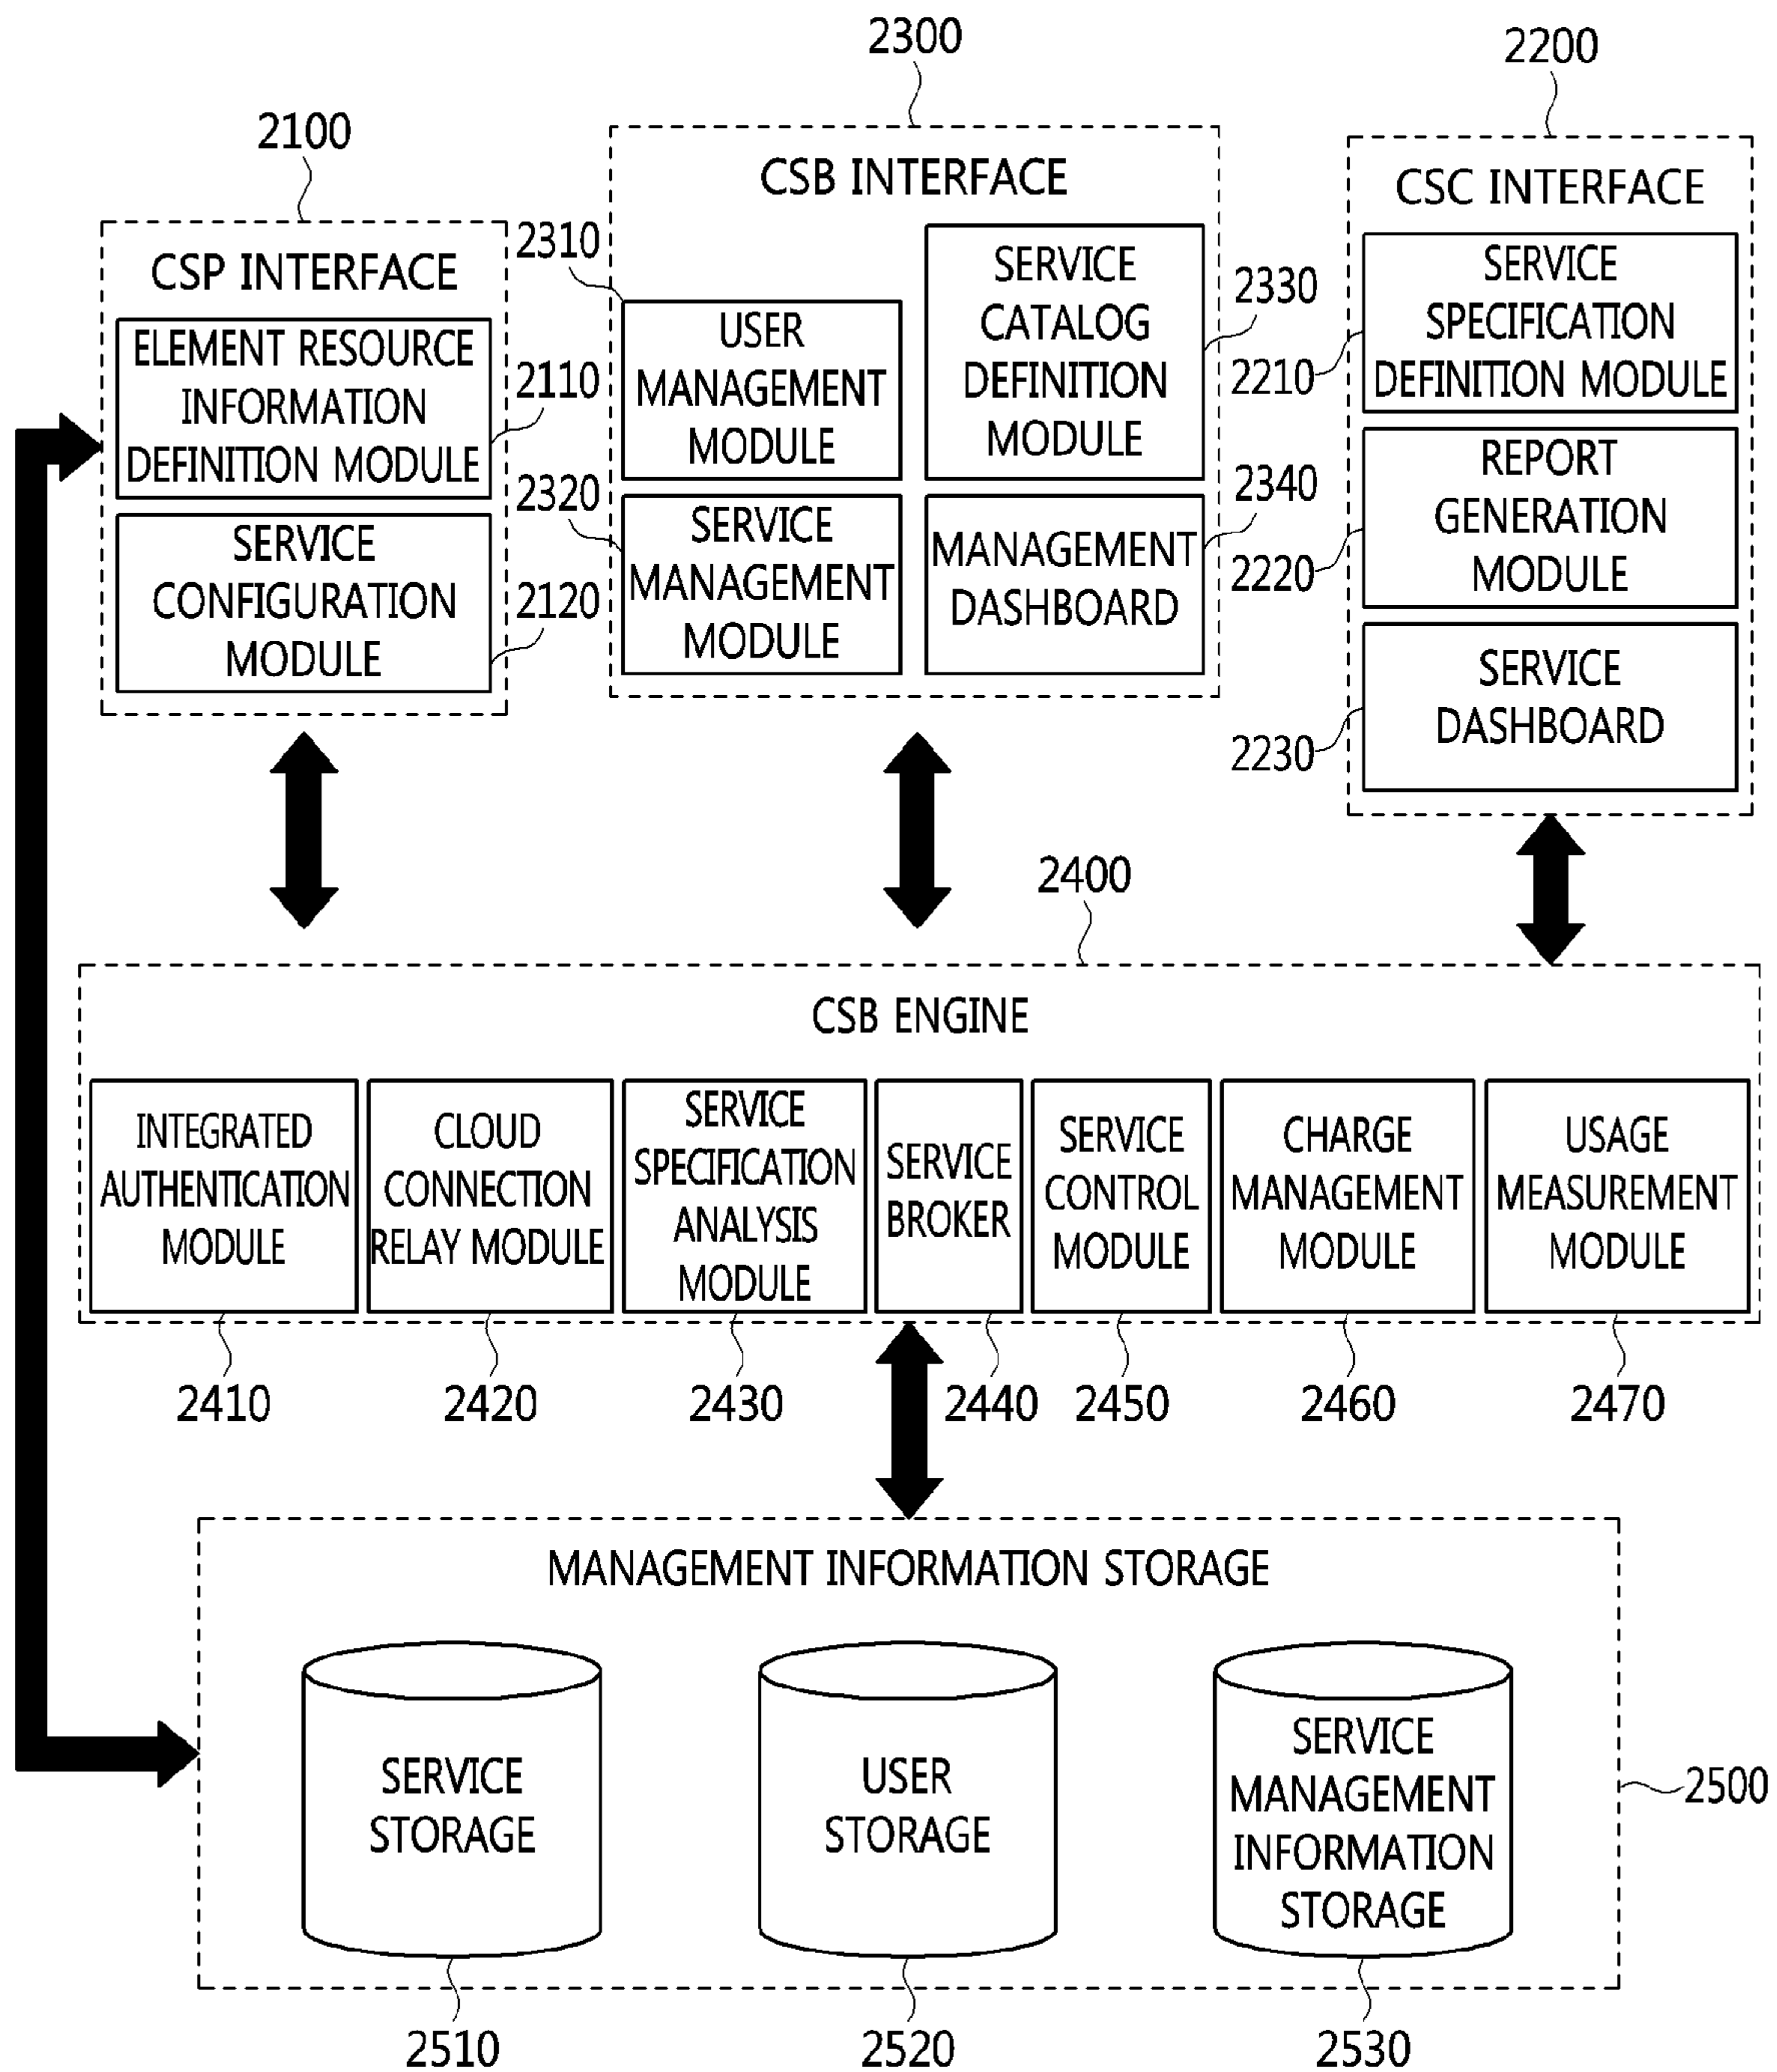 2300
2200
2100
CSB INTERFACE
CSC INTERFACE
CSP INTERFACE
2310
USER
MANAGEMENT
MODULE
SERVICE
CATALOG
DEFINITION
MODULE
2330
SERVICE
SPECIFICATION
DEFINITION MODULE
2210
ELEMENT RESOURCE
INFORMATION
DEFINITION MODULE
2110
2320
SERVICE
MANAGEMENT
MODULE
MANAGEMENT
DASHBOARD
2340
2220
REPORT
GENERATION
MODULE
SERVICE
CONFIGURATION
MODULE
2120
SERVICE
DASHBOARD
2230
2400
CSB ENGINE
INTEGRATED
AUTHENTICATION
MODULE
CLOUD
CONNECTION
RELAY MODULE
SERVICE
SPECIFICATION
ANALYSIS
MODULE
SERVICE
BROKER
SERVICE
CONTROL
MODULE
CHARGE
MANAGEMENT
MODULE
USAGE
MEASUREMENT
MODULE
2410
2420
2430
2440
2450
2460
2470
MANAGEMENT INFORMATION STORAGE
SERVICE
STORAGE
USER
STORAGE
SERVICE
MANAGEMENT
INFORMATION
STORAGE
2500
2510
2520
2530